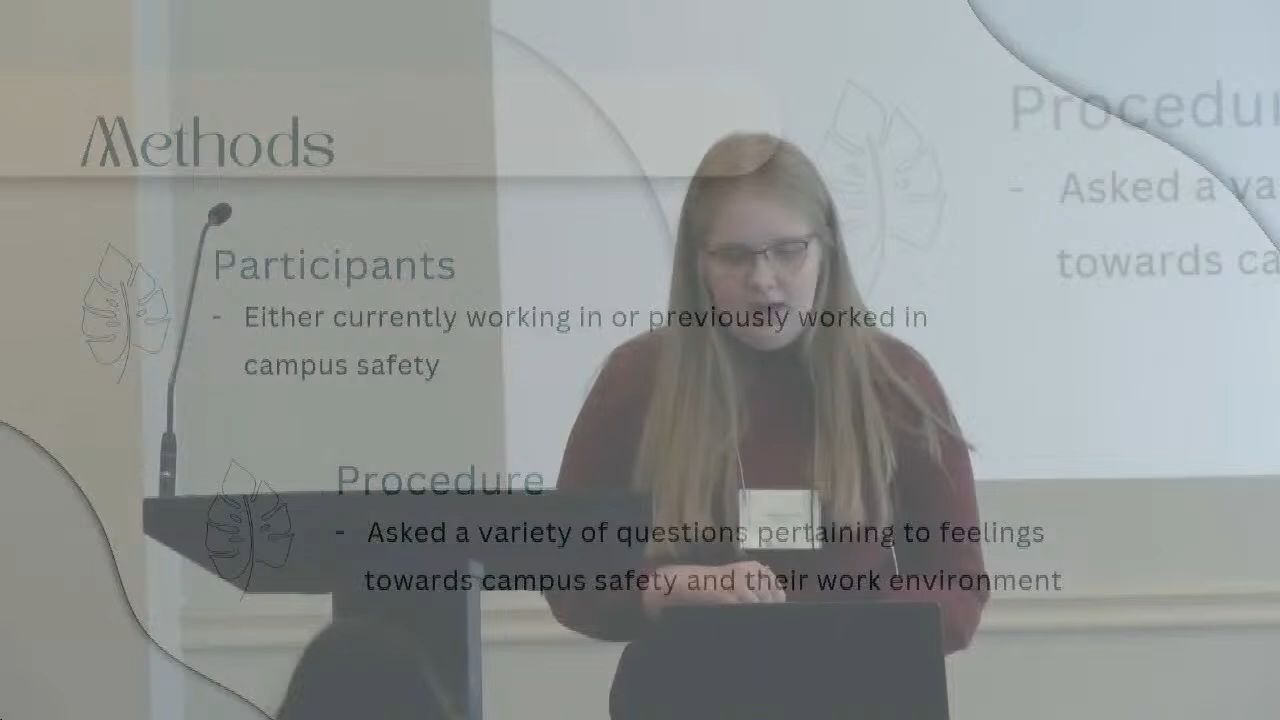 Methods
Participants
- Either currently working in or previously worked in
campus safety
Procedure
- Asked a variety of questions pertaining to feelings
towards campus safety and their work environment
Procedu
- Asked a va
towards ca